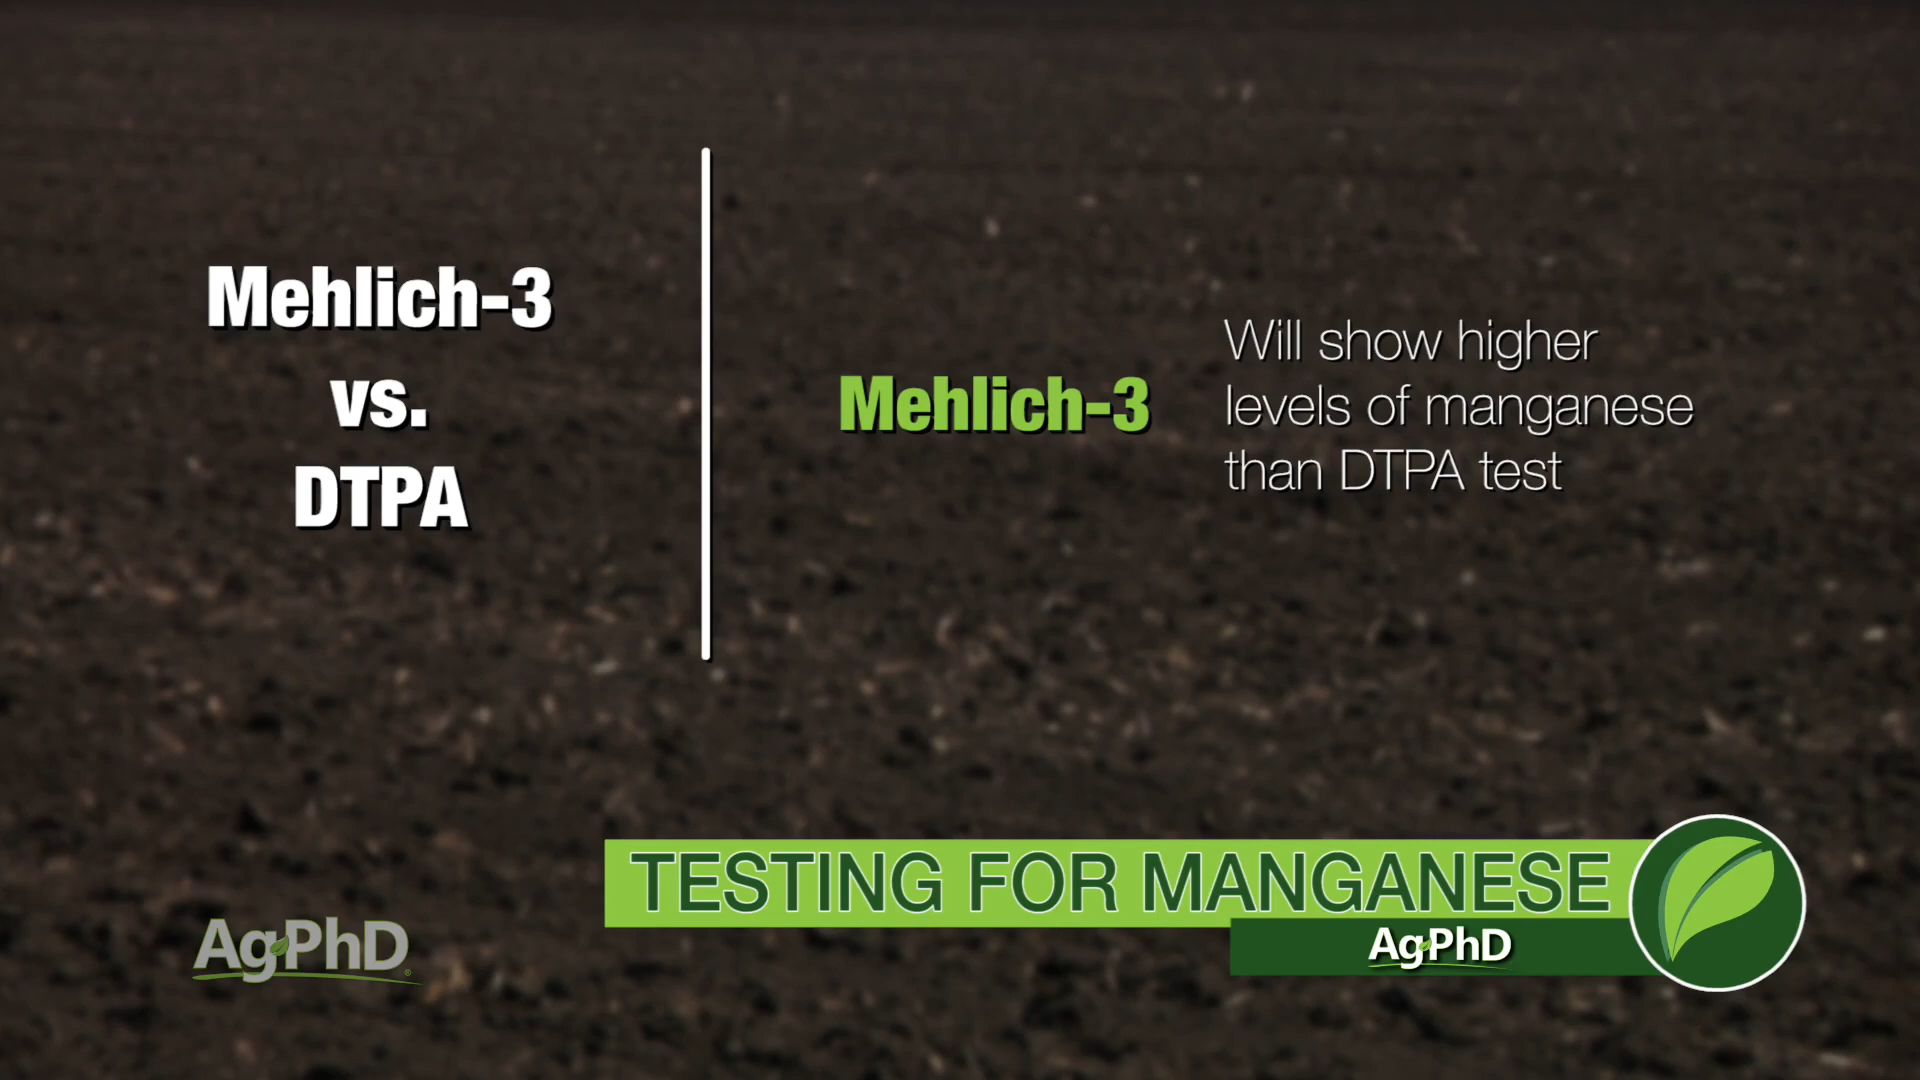 Mehlich-3
vs.
DTPA
Mehlich-3
Will show higher
levels of manganese
than DTPA test
TESTING FOR MANGANESE
AgPhD
AgPhD®